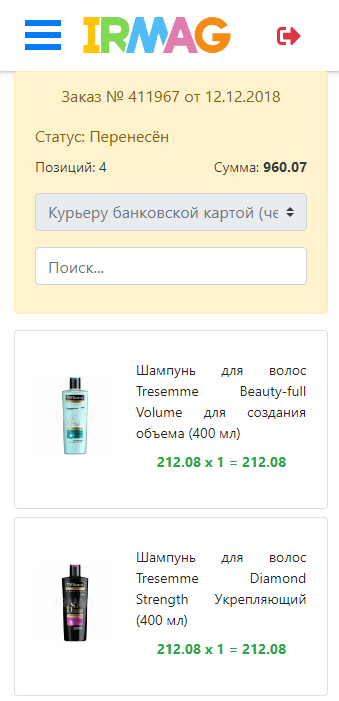 IRMAG
Заказ № 411967 от 12.12.2018
Статус: Перенесён
Позиций: 4 Сумма: 960.07
Курьеру банковской картой (че
Поиск...
Шампунь для волос
Tresemme Beauty-full
Volume для создания
объема (400 мл)
212.08 x 1 = 212.08
Шампунь для волос
Tresemme Diamond
Strength Укрепляющий
(400 мл)
212.08 x 1 = 212.08